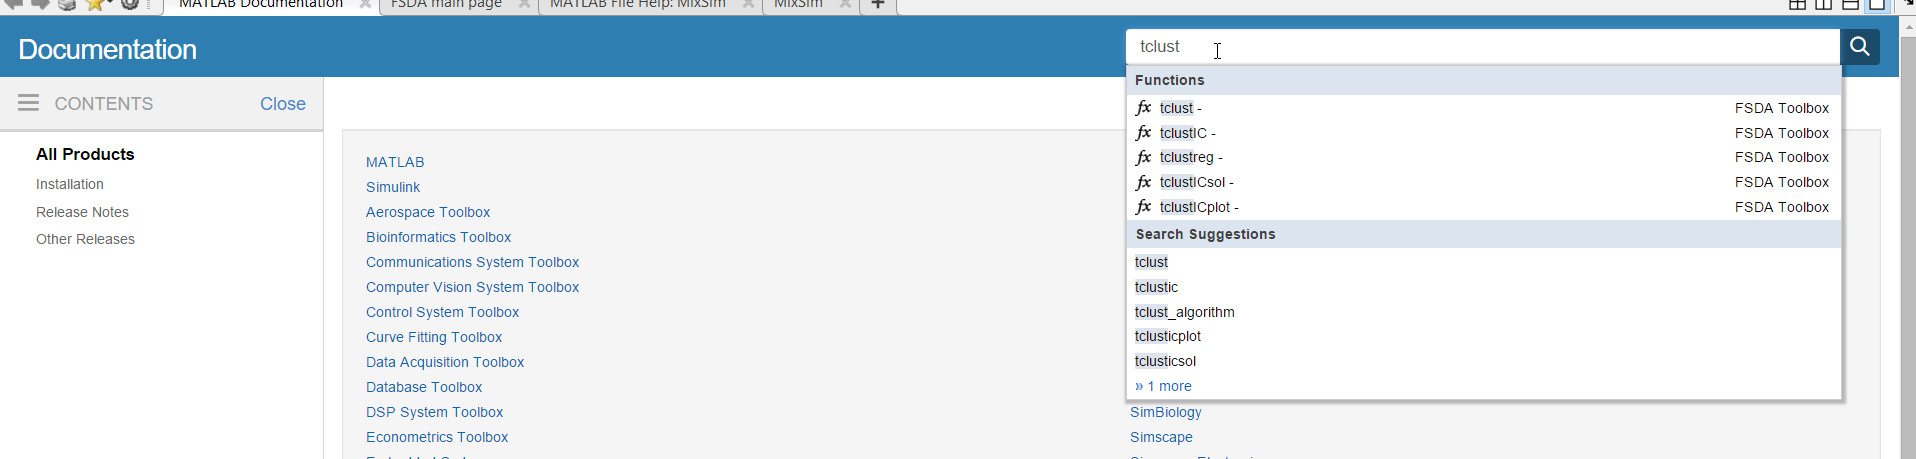 MATLAB Documentation
FSDA main page
MATLAB File Help: MixSim
MixSim
Documentation
tclust
CONTENTS
Close
All Products
Installation
Release Notes
Other Releases
MATLAB
Simulink
Aerospace Toolbox
Bioinformatics Toolbox
Communications System Toolbox
Computer Vision System Toolbox
Control System Toolbox
Curve Fitting Toolbox
Data Acquisition Toolbox
Database Toolbox
DSP System Toolbox
Econometrics Toolbox
Functions
fx tclust - FSDA Toolbox
fx tclustIC - FSDA Toolbox
fx tclustreg - FSDA Toolbox
fx tclustICsol - FSDA Toolbox
fx tclustICplot - FSDA Toolbox
Search Suggestions
tclust
tclustic
tclust_algorithm
tclusticplot
tclusticsol
» 1 more
SimBiology
Simscape